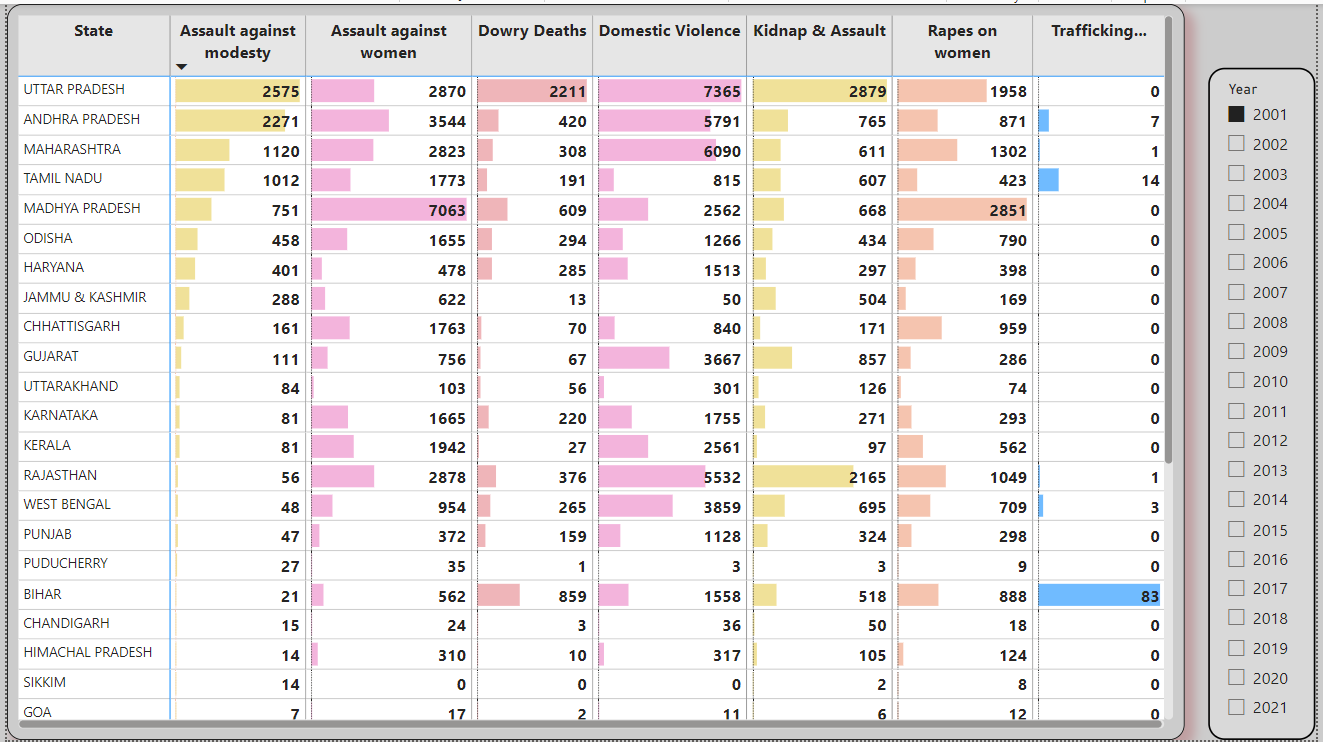 State Assault against modesty Assault against women Dowry Deaths Domestic Violence Kidnap & Assault Rapes on women Trafficking...
UTTAR PRADESH 2575 2870 2211 7365 2879 1958 0
ANDHRA PRADESH 2271 3544 420 5791 765 871 7
MAHARASHTRA 1120 2823 308 6090 611 1302 1
TAMIL NADU 1012 1773 191 815 607 423 14
MADHYA PRADESH 751 7063 609 2562 668 2851 0
ODISHA 458 1655 294 1266 434 790 0
HARYANA 401 478 285 1513 297 398 0
JAMMU & KASHMIR 288 622 13 50 504 169 0
CHHATTISGARH 161 1763 70 840 171 959 0
GUJARAT 111 756 67 3667 857 286 0
UTTARAKHAND 84 103 56 301 126 74 0
KARNATAKA 81 1665 220 1755 271 293 0
KERALA 81 1942 27 2561 97 562 0
RAJASTHAN 56 2878 376 5532 2165 1049 1
WEST BENGAL 48 954 265 3859 695 709 3
PUNJAB 47 372 159 1128 324 298 0
PUDUCHERRY 27 35 1 3 3 9 0
BIHAR 21 562 859 1558 518 888 83
CHANDIGARH 15 24 3 36 50 18 0
HIMACHAL PRADESH 14 310 10 317 105 124 0
SIKKIM 14 0 0 0 2 8 0
GOA 7 17 2 11 6 12 0
Year
2001
2002
2003
2004
2005
2006
2007
2008
2009
2010
2011
2012
2013
2014
2015
2016
2017
2018
2019
2020
2021